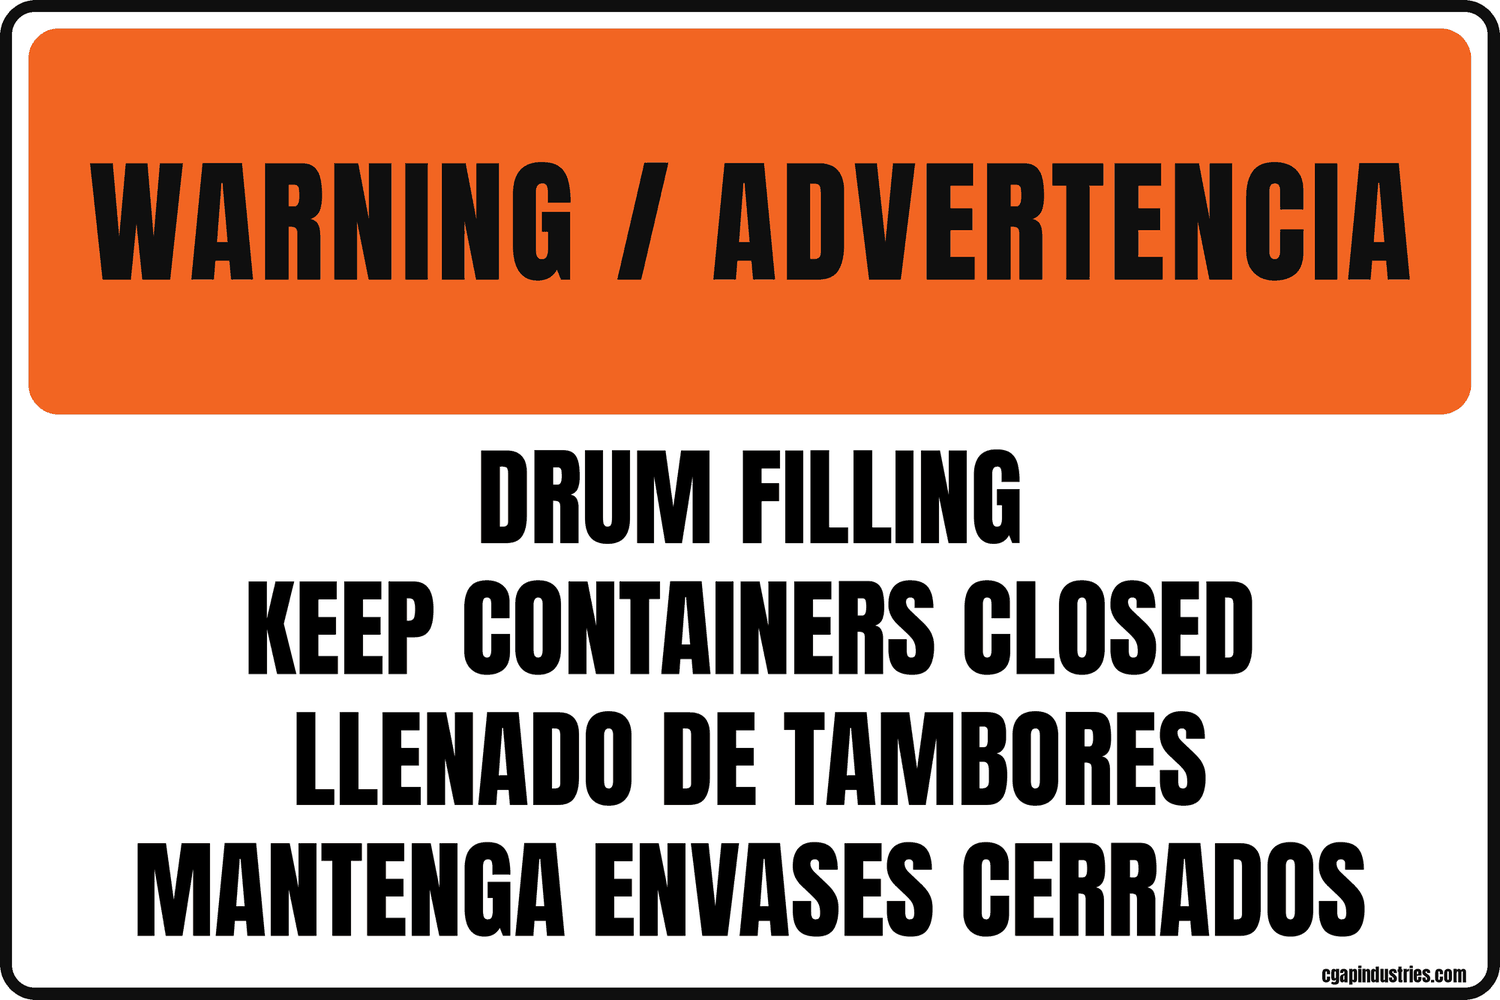 WARNING / ADVERTENCIA
DRUM FILLING
KEEP CONTAINERS CLOSED
LLENADO DE TAMBORES
MANTENGA ENVASES CERRADOS
cgapindustries.com